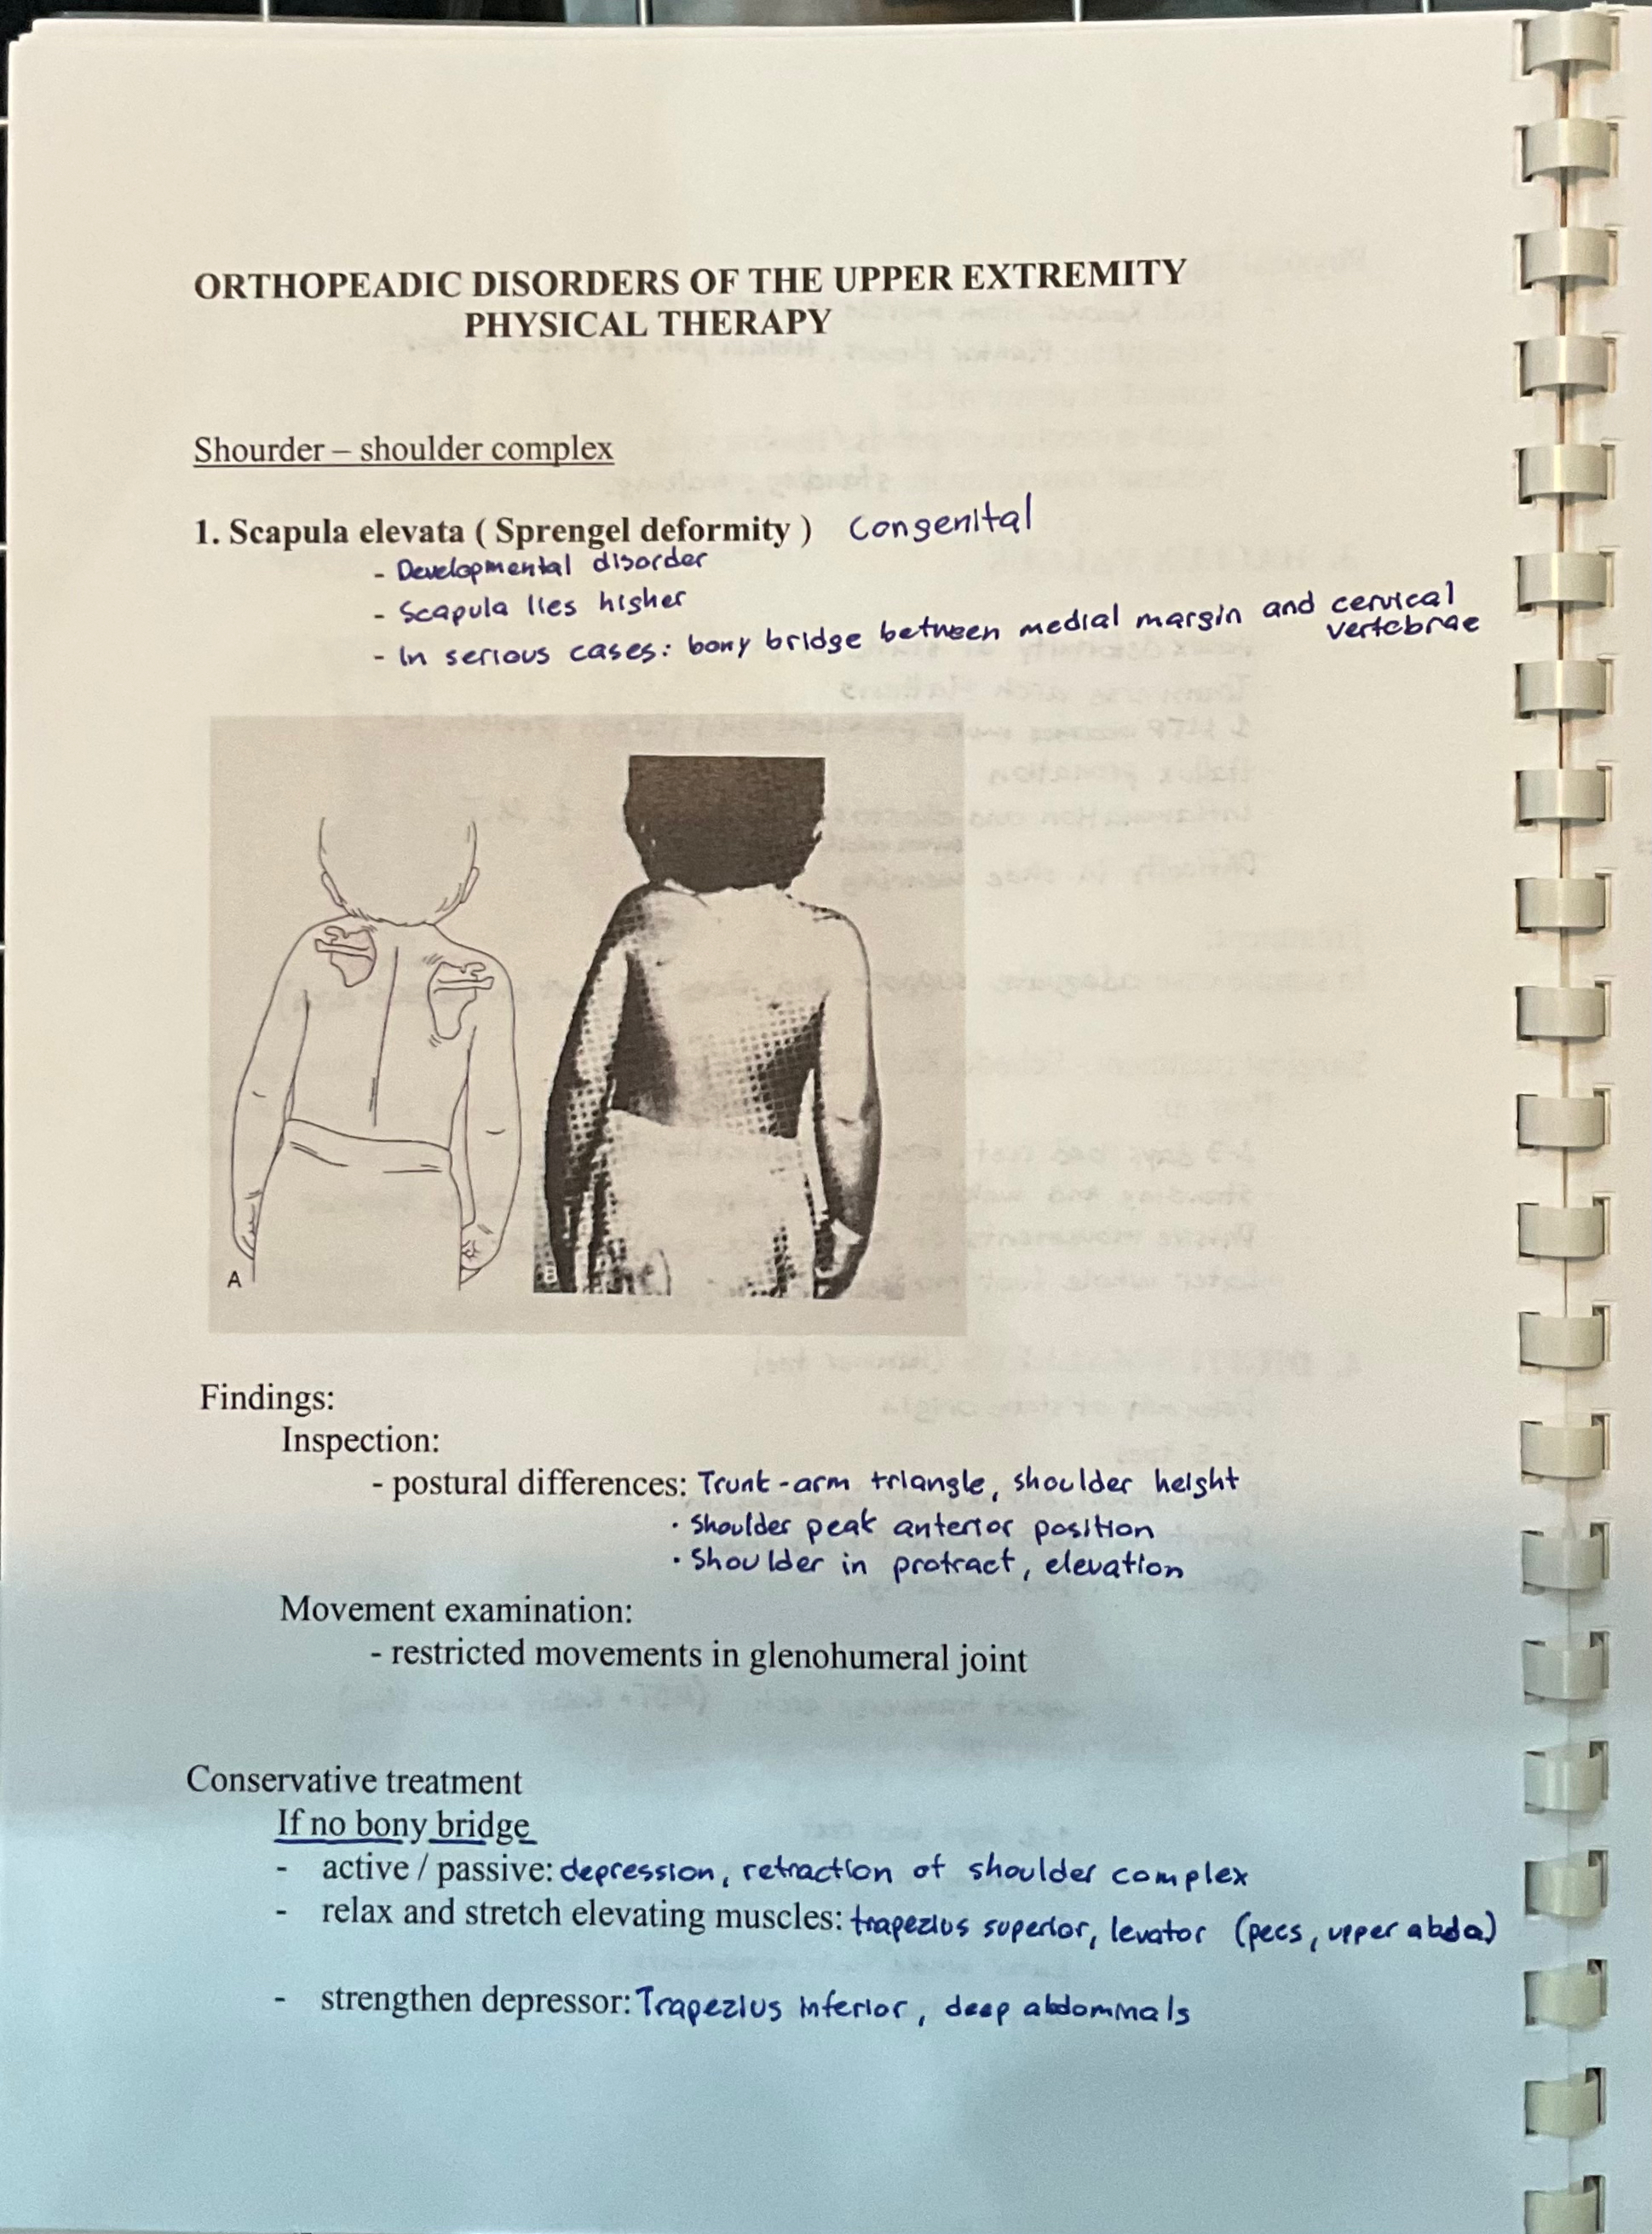 ORTHOPEADIC DISORDERS OF THE UPPER EXTREMITY
PHYSICAL THERAPY
Shourder – shoulder complex
1. Scapula elevata ( Sprengel deformity ) Congenital
- Developmental disorder
- Scapula lies higher
- In serious cases: bony bridge between medial margin and cervical
vertebrae
A
B
Findings:
Inspection:
- postural differences: Trunk-arm triangle, shoulder height
· Shoulder peak anterior position
· Shoulder in protract, elevation
Movement examination:
- restricted movements in glenohumeral joint
Conservative treatment
If no bony bridge
- active / passive: depression, retraction of shoulder complex
- relax and stretch elevating muscles: trapezius superior, levator (pecs, upper abdo)
- strengthen depressor: Trapezius inferior, deep abdominals